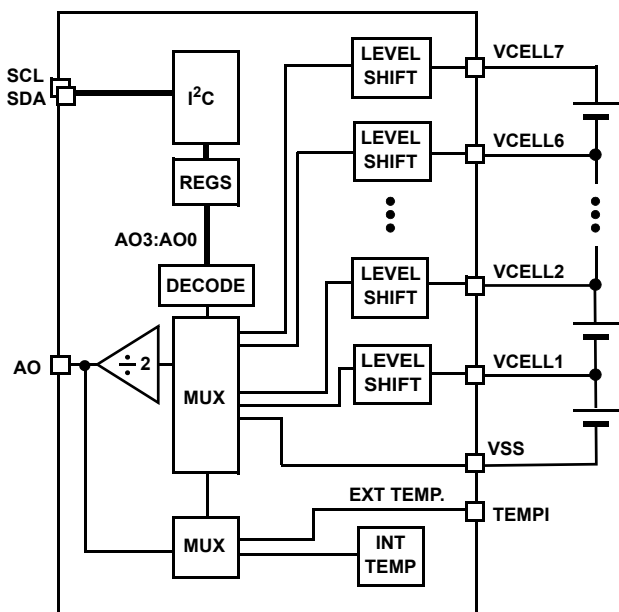 SCL
SDA
I²C
LEVEL
SHIFT
VCELL7
LEVEL
SHIFT
VCELL6
REGS
AO3:AO0
DECODE
LEVEL
SHIFT
VCELL2
AO
÷ 2
MUX
LEVEL
SHIFT
VCELL1
VSS
EXT TEMP.
TEMPI
MUX
INT
TEMP